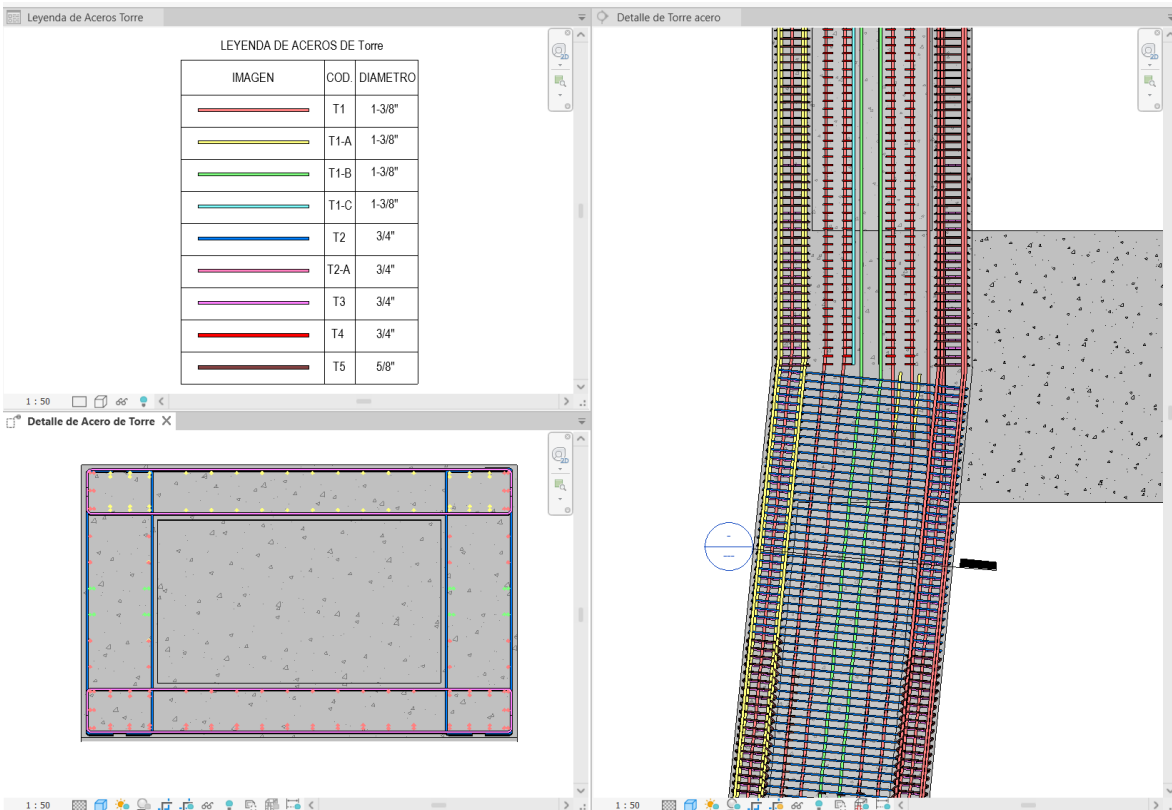 Leyenda de Aceros Torre
LEYENDA DE ACEROS DE Torre
IMAGEN COD. DIAMETRO
T1 1-3/8"
T1-A 1-3/8"
T1-B 1-3/8"
T1-C 1-3/8"
T2 3/4"
T2-A 3/4"
T3 3/4"
T4 3/4"
T5 5/8"
1 : 50
Detalle de Acero de Torre
1 : 50
Detalle de Torre acero
1 : 50
2D
2D
2D